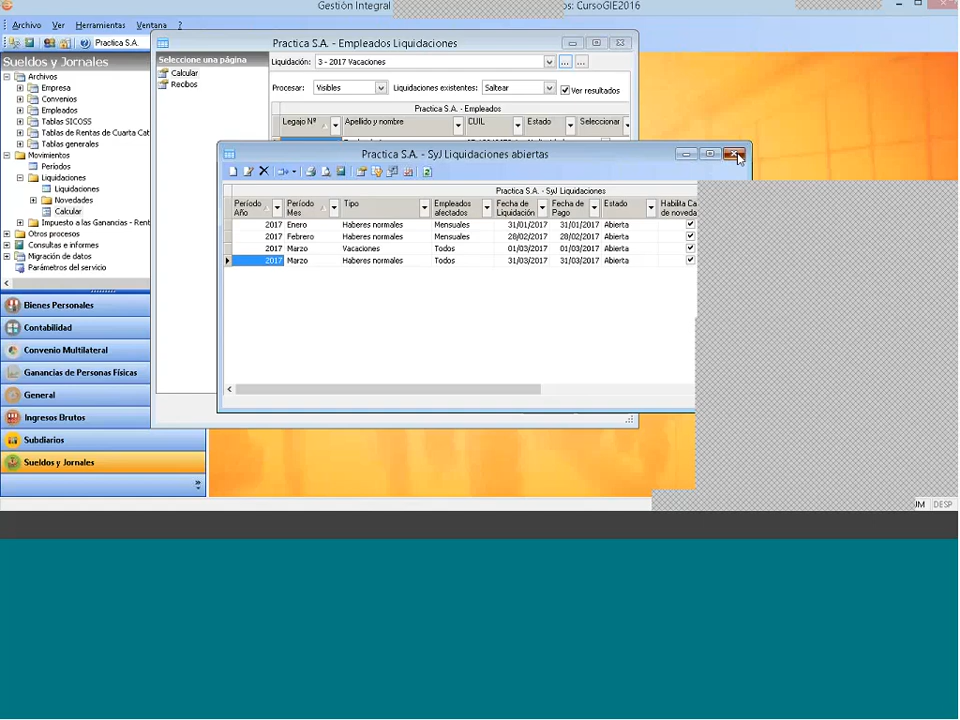 Gestión Integral os: CursoGIE2016
Archivo Ver Herramientas Ventana ?
Practica S.A.
Sueldos y Jornales
Archivos
Empresa
Convenios
Empleados
Tablas SICOSS
Tablas de Rentas de Cuarta Cat
Tablas generales
Movimientos
Períodos
Liquidaciones
Liquidaciones
Novedades
Calcular
Impuesto a las Ganancias - Rent
Otros procesos
Consultas e informes
Migración de datos
Parámetros del servicio
Bienes Personales
Contabilidad
Convenio Multilateral
Ganancias de Personas Físicas
General
Ingresos Brutos
Subdiarios
Sueldos y Jornales
Practica S.A. - Empleados Liquidaciones
Seleccione una página
Calcular
Recibos
Liquidación: 3 - 2017 Vacaciones
Procesar: Visibles Liquidaciones existentes: Saltear Ver resultados
Practica S.A. - Empleados
Legajo Nº Apellido y nombre CUIL Estado Seleccionar
Practica S.A. - SyJ Liquidaciones abiertas
Practica S.A. - SyJ Liquidaciones
Período Año Período Mes Tipo Empleados afectados Fecha de Liquidación Fecha de Pago Estado Habilita Ca de noveda
2017 Enero Haberes normales Mensuales 31/01/2017 31/01/2017 Abierta
2017 Febrero Haberes normales Mensuales 28/02/2017 28/02/2017 Abierta
2017 Marzo Vacaciones Todos 01/03/2017 01/03/2017 Abierta
2017 Marzo Haberes normales Todos 31/03/2017 31/03/2017 Abierta
IM DESP